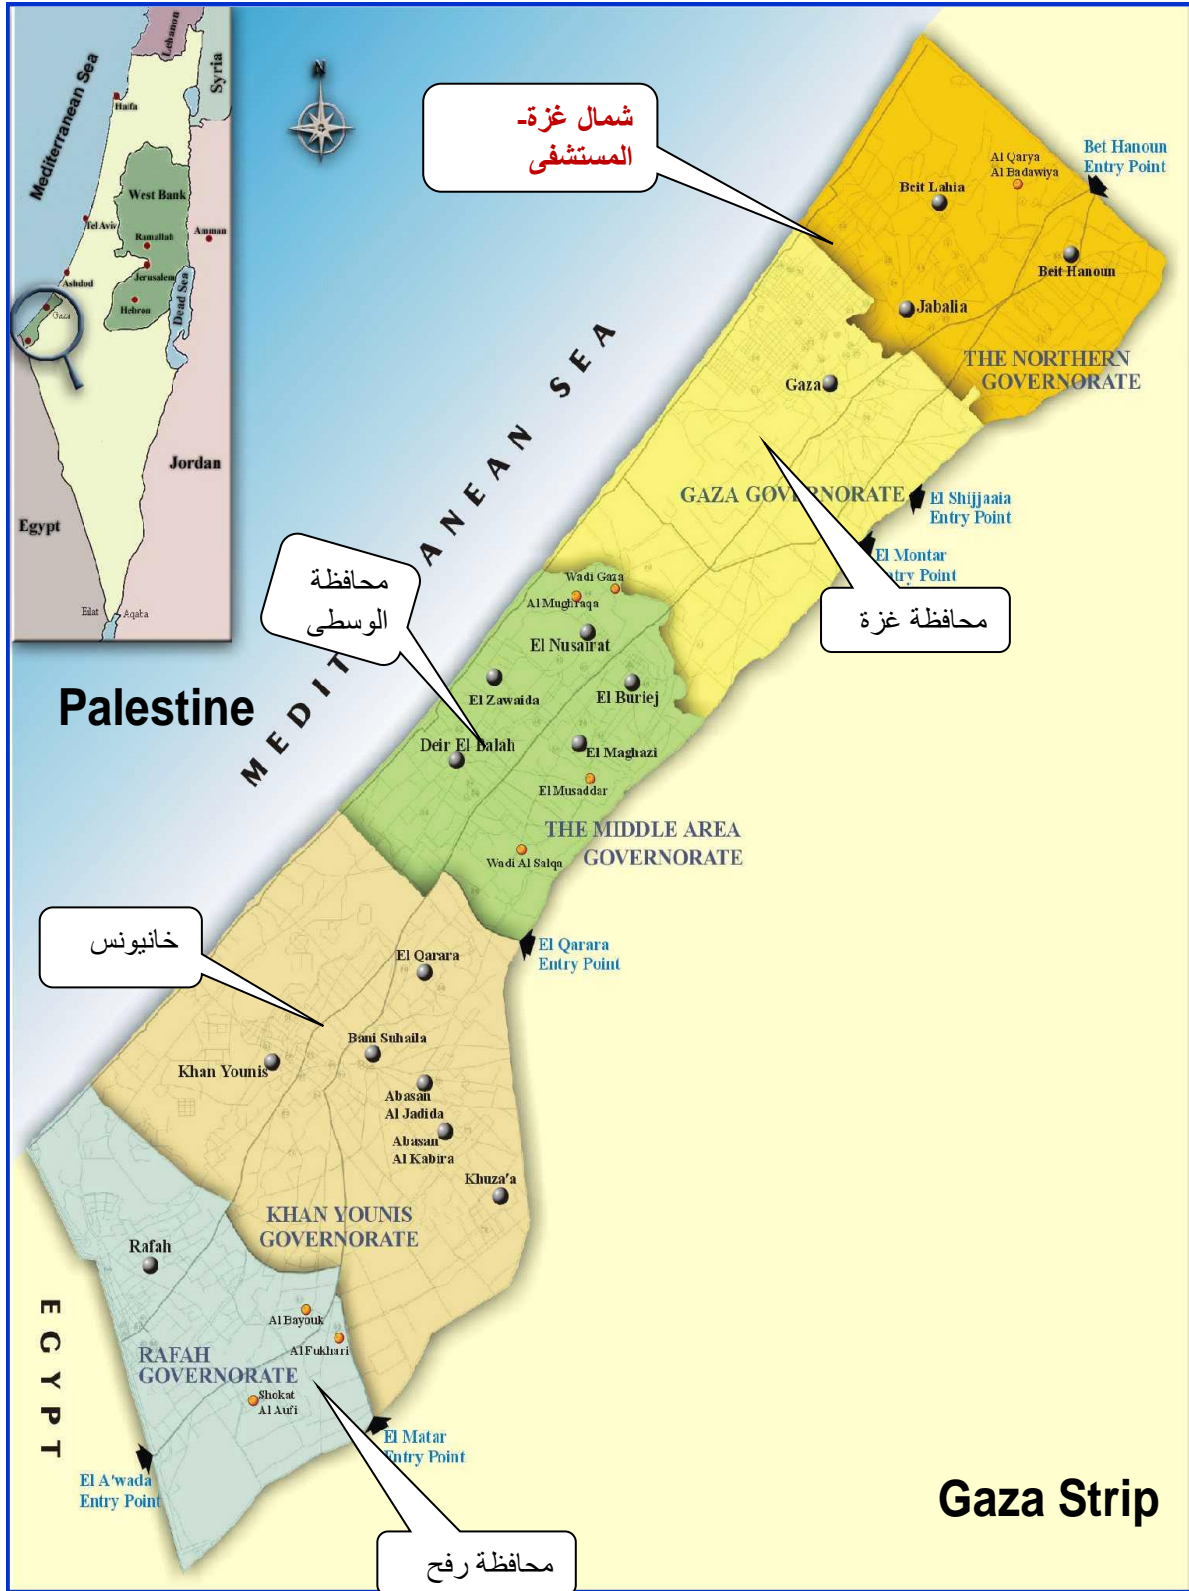 Lebanon
Syria
Mediterranean Sea
Haifa
West Bank
Tel Aviv
Ramallah
Amman
Jerusalem
Ashdod
Hebron
Dead Sea
Gaza
Jordan
Egypt
Eilat
Aqaba
N
شمال غزة-
المستشفى
Bet Hanoun
Entry Point
Al Qarya
Al Badawiya
Beit Lahia
Beit Hanoun
Jabalia
THE NORTHERN
GOVERNORATE
Gaza
GAZA GOVERNORATE
El Shijjaaia
Entry Point
El Montar
Entry Point
محافظة غزة
MEDIT ANEAN SEA
محافظة
الوسطى
Wadi Gaza
Al Mughraqa
El Nusairat
El Zawaida
El Buriej
Deir El Balah
El Maghazi
El Musaddar
THE MIDDLE AREA
GOVERNORATE
Wadi Al Salqa
Palestine
خانيونس
El Qarara
El Qarara
Entry Point
Bani Suhaila
Khan Younis
Abasan
Al Jadida
Abasan
Al Kabira
Khuza'a
KHAN YOUNIS
GOVERNORATE
Rafah
Al Bayouk
Al Fukhari
RAFAH
GOVERNORATE
Shokat
Al Aufi
EGYPT
El Matar
Entry Point
El A'wada
Entry Point
محافظة رفح
Gaza Strip